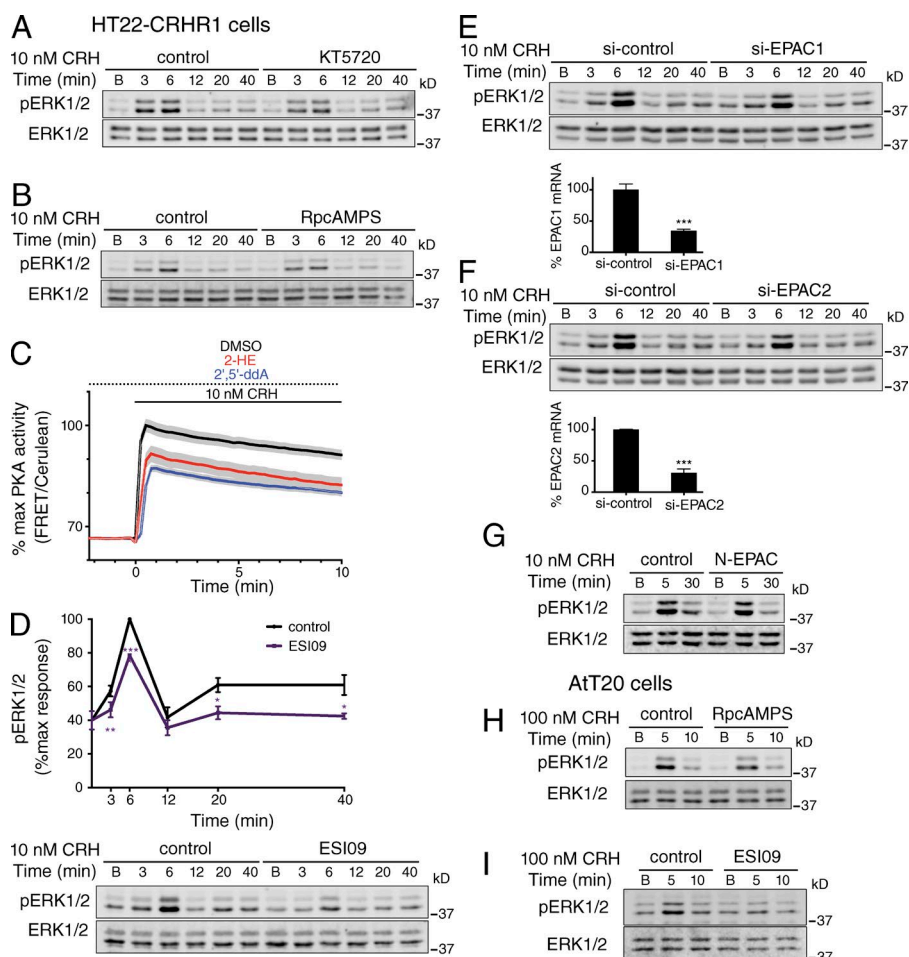 A
HT22-CRHR1 cells
10 nM CRH control KT5720
Time (min) B 3 6 12 20 40 B 3 6 12 20 40 kD
pERK1/2
–37
ERK1/2
–37
B
10 nM CRH control RpcAMPS
Time (min) B 3 6 12 20 40 B 3 6 12 20 40 kD
pERK1/2
–37
ERK1/2
–37
C
DMSO
2-HE
2',5'-ddA
10 nM CRH
% max PKA activity
(FRET/Cerulean)
100
70
0 5 10
Time (min)
D
control
ESI09
pERK1/2
(%max response)
100
80
60
40
20
0
***
**
*
*
3 6 12 20 40
Time (min)
10 nM CRH control ESI09
Time (min) B 3 6 12 20 40 B 3 6 12 20 40 kD
pERK1/2
–37
ERK1/2
–37
E
10 nM CRH si-control si-EPAC1
Time (min) B 3 6 12 20 40 B 3 6 12 20 40 kD
pERK1/2
–37
ERK1/2
–37
% EPAC1 mRNA
100
50
0
***
si-control si-EPAC1
F
10 nM CRH si-control si-EPAC2
Time (min) B 3 6 12 20 40 B 3 6 12 20 40 kD
pERK1/2
–37
ERK1/2
–37
% EPAC2 mRNA
100
50
0
***
si-control si-EPAC2
G
10 nM CRH control N-EPAC
Time (min) B 5 30 B 5 30 kD
pERK1/2
–37
ERK1/2
–37
AtT20 cells
H
100 nM CRH control RpcAMPS
Time (min) B 5 10 B 5 10 kD
pERK1/2
–37
ERK1/2
–37
I
100 nM CRH control ESI09
Time (min) B 5 10 B 5 10 kD
pERK1/2
–37
ERK1/2
–37